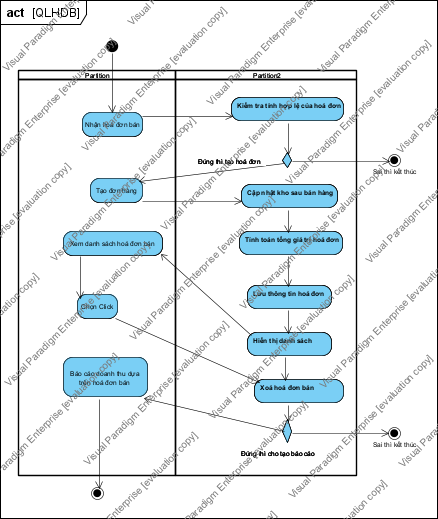 act [QLHDB]
Partition
Partition2
Nhận hoá đơn bán
Kiểm tra tính hợp lệ của hoá đơn
Đúng thì tạo hoá đơn
Sai thì kết thúc
Tạo đơn hàng
Cập nhật kho sau bán hàng
Xem danh sách hoá đơn bán
Tính toán tổng giá trị hoá đơn
Chọn Click
Lưu thông tin hoá đơn
Hiển thị danh sách
Báo cáo doanh thu dựa
trên hoá đơn bán
Xoá hoá đơn bán
Sai thì kết thúc
Đúng thì cho tạo báo cáo
Visual Paradigm Enterprise [evaluation copy]